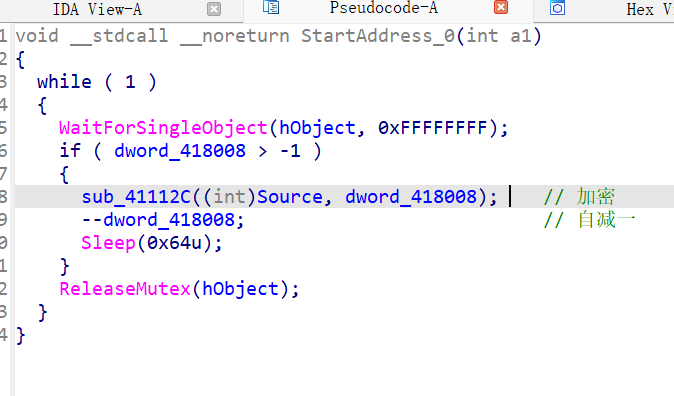 IDA View-A Pseudocode-A Hex V
1 void __stdcall __noreturn StartAddress_0(int a1)
2 {
3 while ( 1 )
4 {
5 WaitForSingleObject(hObject, 0xFFFFFFFF);
6 if ( dword_418008 > -1 )
7 {
8 sub_41112C((int)Source, dword_418008); // 加密
9 --dword_418008; // 自减一
0 Sleep(0x64u);
1 }
2 ReleaseMutex(hObject);
3 }
4 }